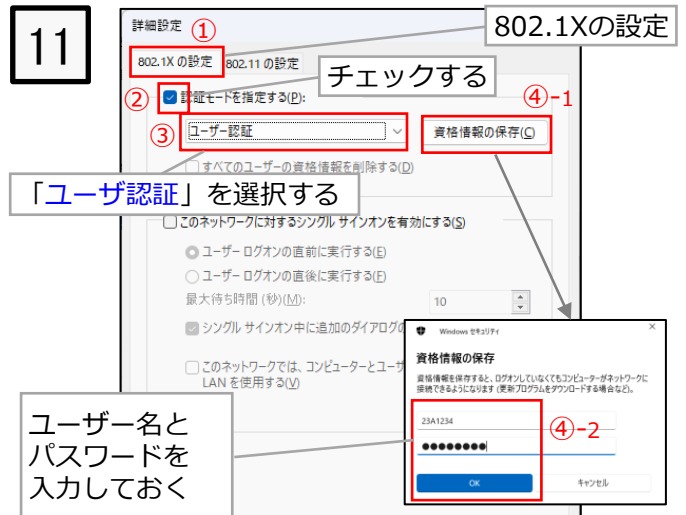 11
詳細設定
①
802.1Xの設定
802.1X の設定
802.11 の設定
チェックする
②
認証モードを指定する(P):
④-1
③
ユーザー認証
資格情報の保存(C)
すべてのユーザーの資格情報を削除する(D)
「ユーザ認証」を選択する
このネットワークに対するシングル サインオンを有効にする(S)
ユーザー ログオンの直前に実行する(E)
ユーザー ログオンの直後に実行する(F)
最大待ち時間 (秒)(M):
10
シングル サインオン中に追加のダイアログの
このネットワークでは、コンピューターとユーザ
LAN を使用する(V)
Windows セキュリティ
資格情報の保存
資格情報を保存すると、ログオンしていなくてもコンピューターがネットワークに
接続できるようになります (更新プログラムをダウンロードする場合など)。
23A1234
●●●●●●●●
④-2
OK
キャンセル
ユーザー名と
パスワードを
入力しておく